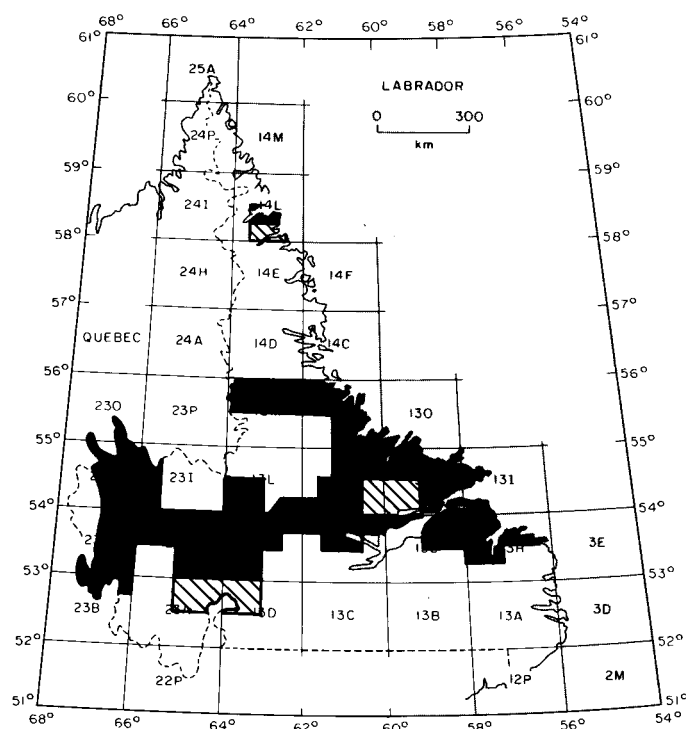 68° 66° 64° 62° 60° 58° 56° 54°
61° 61°
25A
LABRADOR
60° 60°
0 300
km
24P 14M
59° 59°
24I 14L
58° 58°
24H 14E 14F
57° 57°
QUEBEC 24A 14D 14C
56° 56°
23O 23P 13O
55° 55°
23I 13L 13I
54° 54°
3E
53° 53°
23B 13D 13C 13B 13A 3D
52° 52°
22P 12P 2M
51° 51°
68° 66° 64° 62° 60° 58° 56° 54°